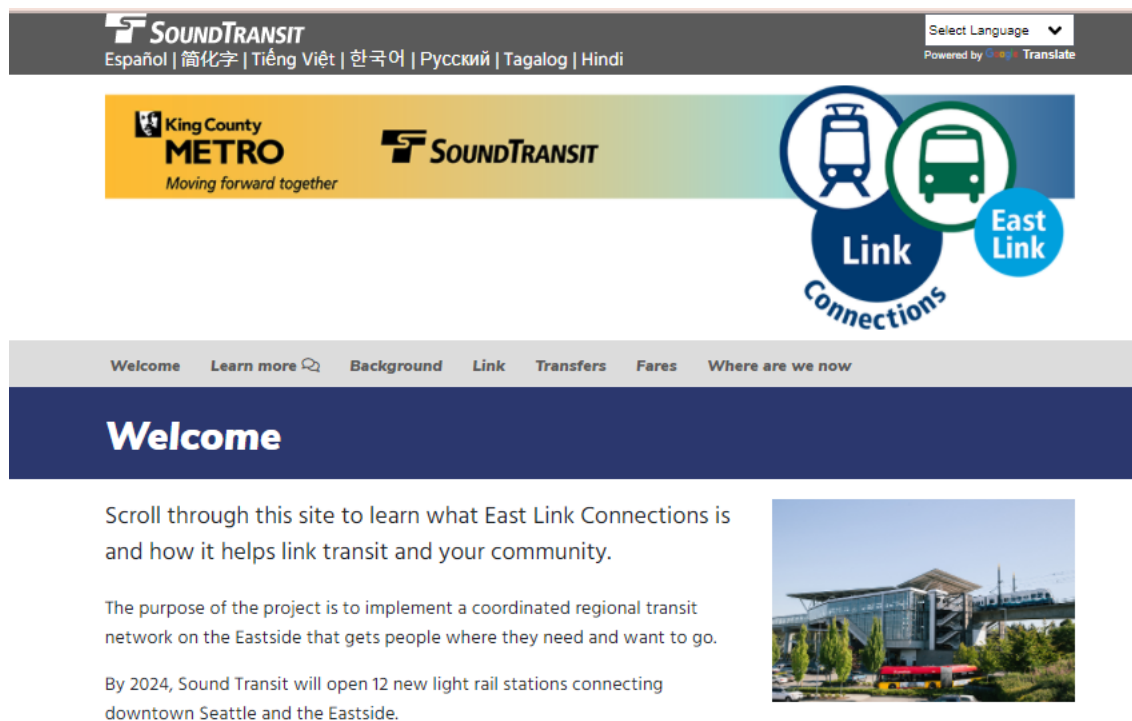 SOUNDTRANSIT
Español | 简化字 | Tiếng Việt | 한국어 | Русский | Tagalog | Hindi
Select Language
Powered by Google Translate
King County
METRO
Moving forward together
SOUNDTRANSIT
Link
East
Link
Connections
Welcome Learn more Background Link Transfers Fares Where are we now
Welcome
Scroll through this site to learn what East Link Connections is
and how it helps link transit and your community.
The purpose of the project is to implement a coordinated regional transit
network on the Eastside that gets people where they need and want to go.
By 2024, Sound Transit will open 12 new light rail stations connecting
downtown Seattle and the Eastside.